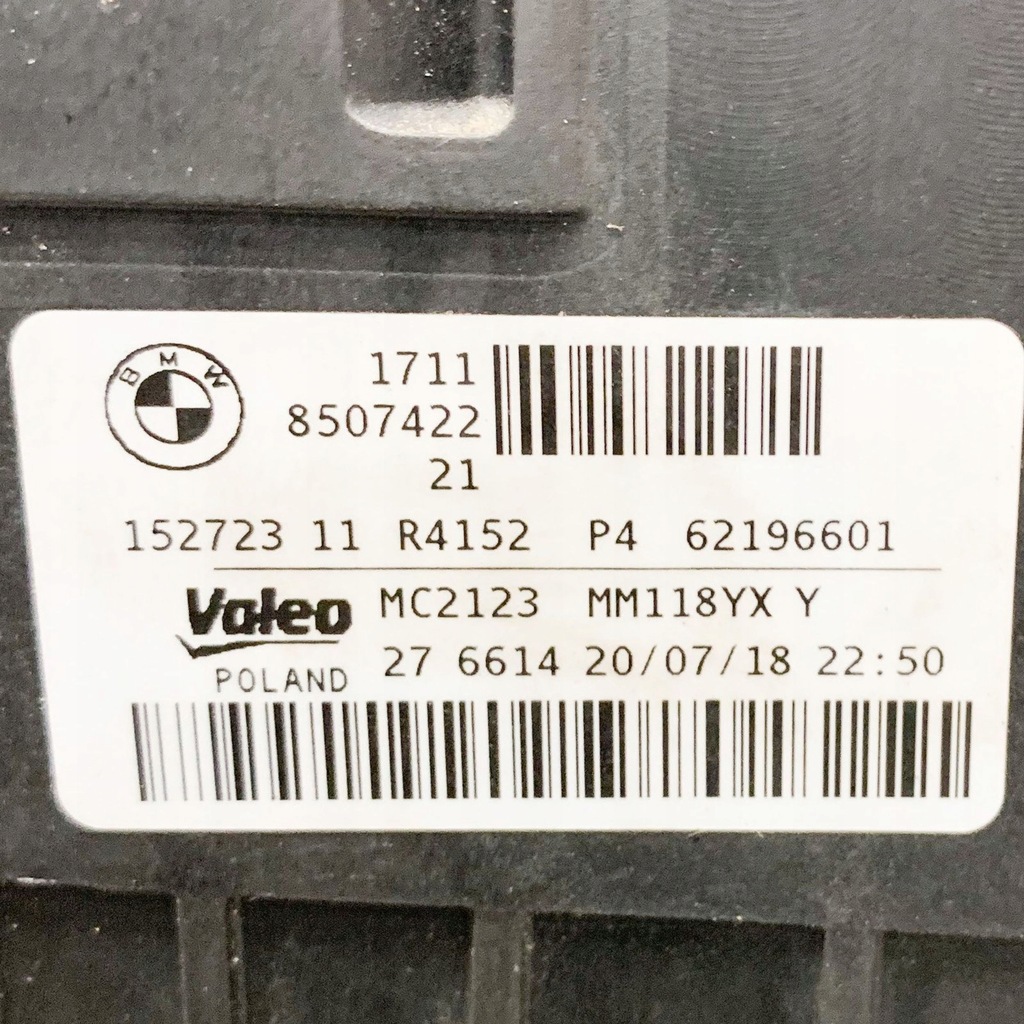 BMW
1711
8507422
21
152723 11 R4152 P4 62196601
Valeo MC2123 MM118YX Y
27 6614 20/07/18 22:50
POLAND